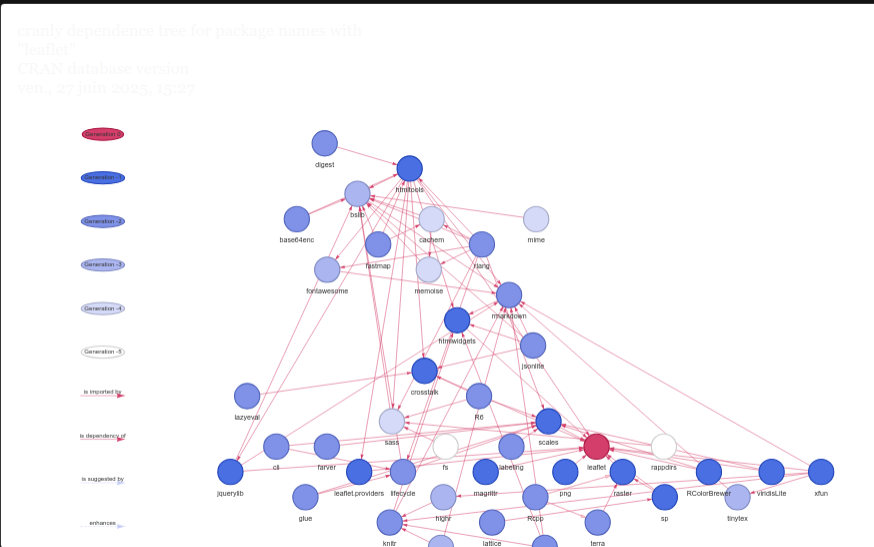 cranly dependence tree for package names with
"leaflet"
CRAN database version
ven., 27 juin 2025, 15:27
Generation 0
Generation -1
Generation -2
Generation -3
Generation -4
Generation -5
is imported by
is dependency of
is suggested by
enhances
digest
htmltools
bslib
base64enc
cachem
mime
fastmap
rlang
fontawesome
memoise
rmarkdown
htmlwidgets
jsonlite
crosstalk
lazyeval
R6
sass
scales
cli
farver
fs
labeling
leaflet
rappdirs
jquerylib
leaflet.providers
lifecycle
magrittr
png
raster
RColorBrewer
viridisLite
xfun
glue
highr
Rcpp
sp
tinytex
knitr
lattice
terra